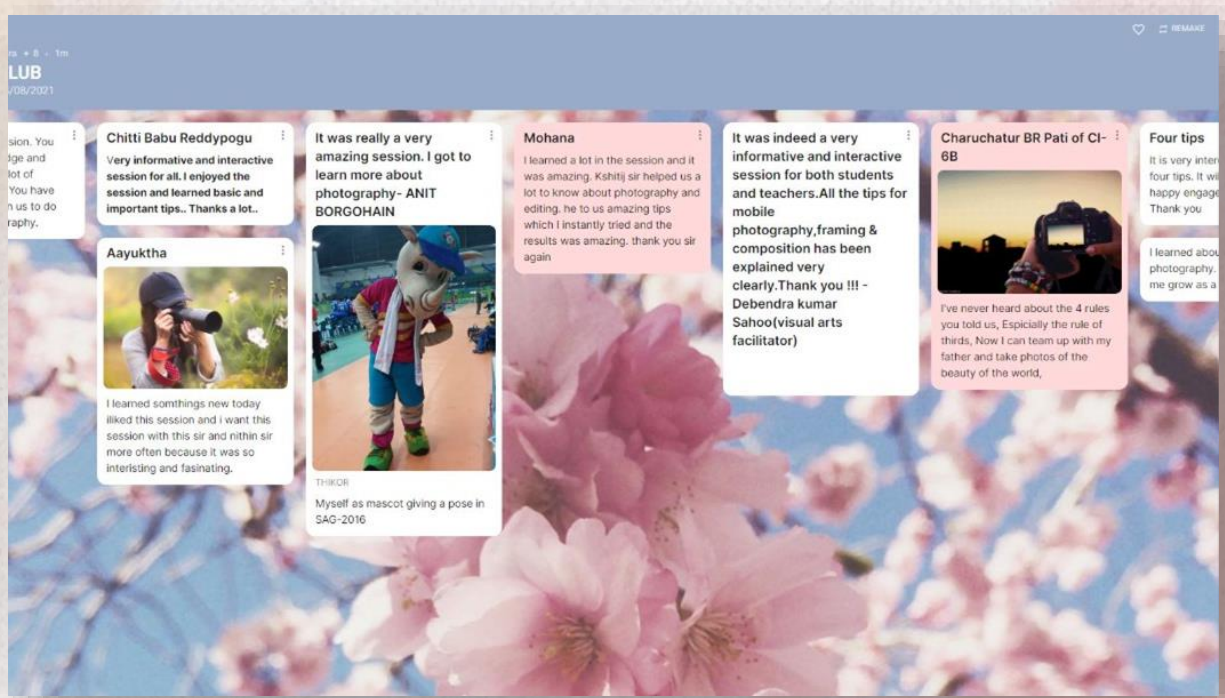 ra + 8 • 1m
LUB
/08/2021
REMAKE
sion. You
lge and
lot of
You have
n us to do
raphy.
Chitti Babu Reddypogu
Very informative and interactive
session for all. I enjoyed the
session and learned basic and
important tips.. Thanks a lot..
Aayuktha
I learned somthings new today
iliked this session and i want this
session with this sir and nithin sir
more often because it was so
interlsting and fasinating.
It was really a very
amazing session. I got to
learn more about
photography- ANIT
BORGOHAIN
THIKOR
Myself as mascot giving a pose in
SAG-2016
Mohana
I learned a lot in the session and it
was amazing. Kshitij sir helped us a
lot to know about photography and
editing. he to us amazing tips
which I instantly tried and the
results was amazing. thank you sir
again
It was indeed a very
informative and interactive
session for both students
and teachers.All the tips for
mobile
photography,framing &
composition has been
explained very
clearly.Thank you !!! -
Debendra kumar
Sahoo(visual arts
facilitator)
Charuchatur BR Pati of CI-
6B
I've never heard about the 4 rules
you told us, Espicially the rule of
thirds, Now I can team up with my
father and take photos of the
beauty of the world,
Four tips
It is very inter
four tips. It wil
happy engage
Thank you
I learned abou
photography.
me grow as a